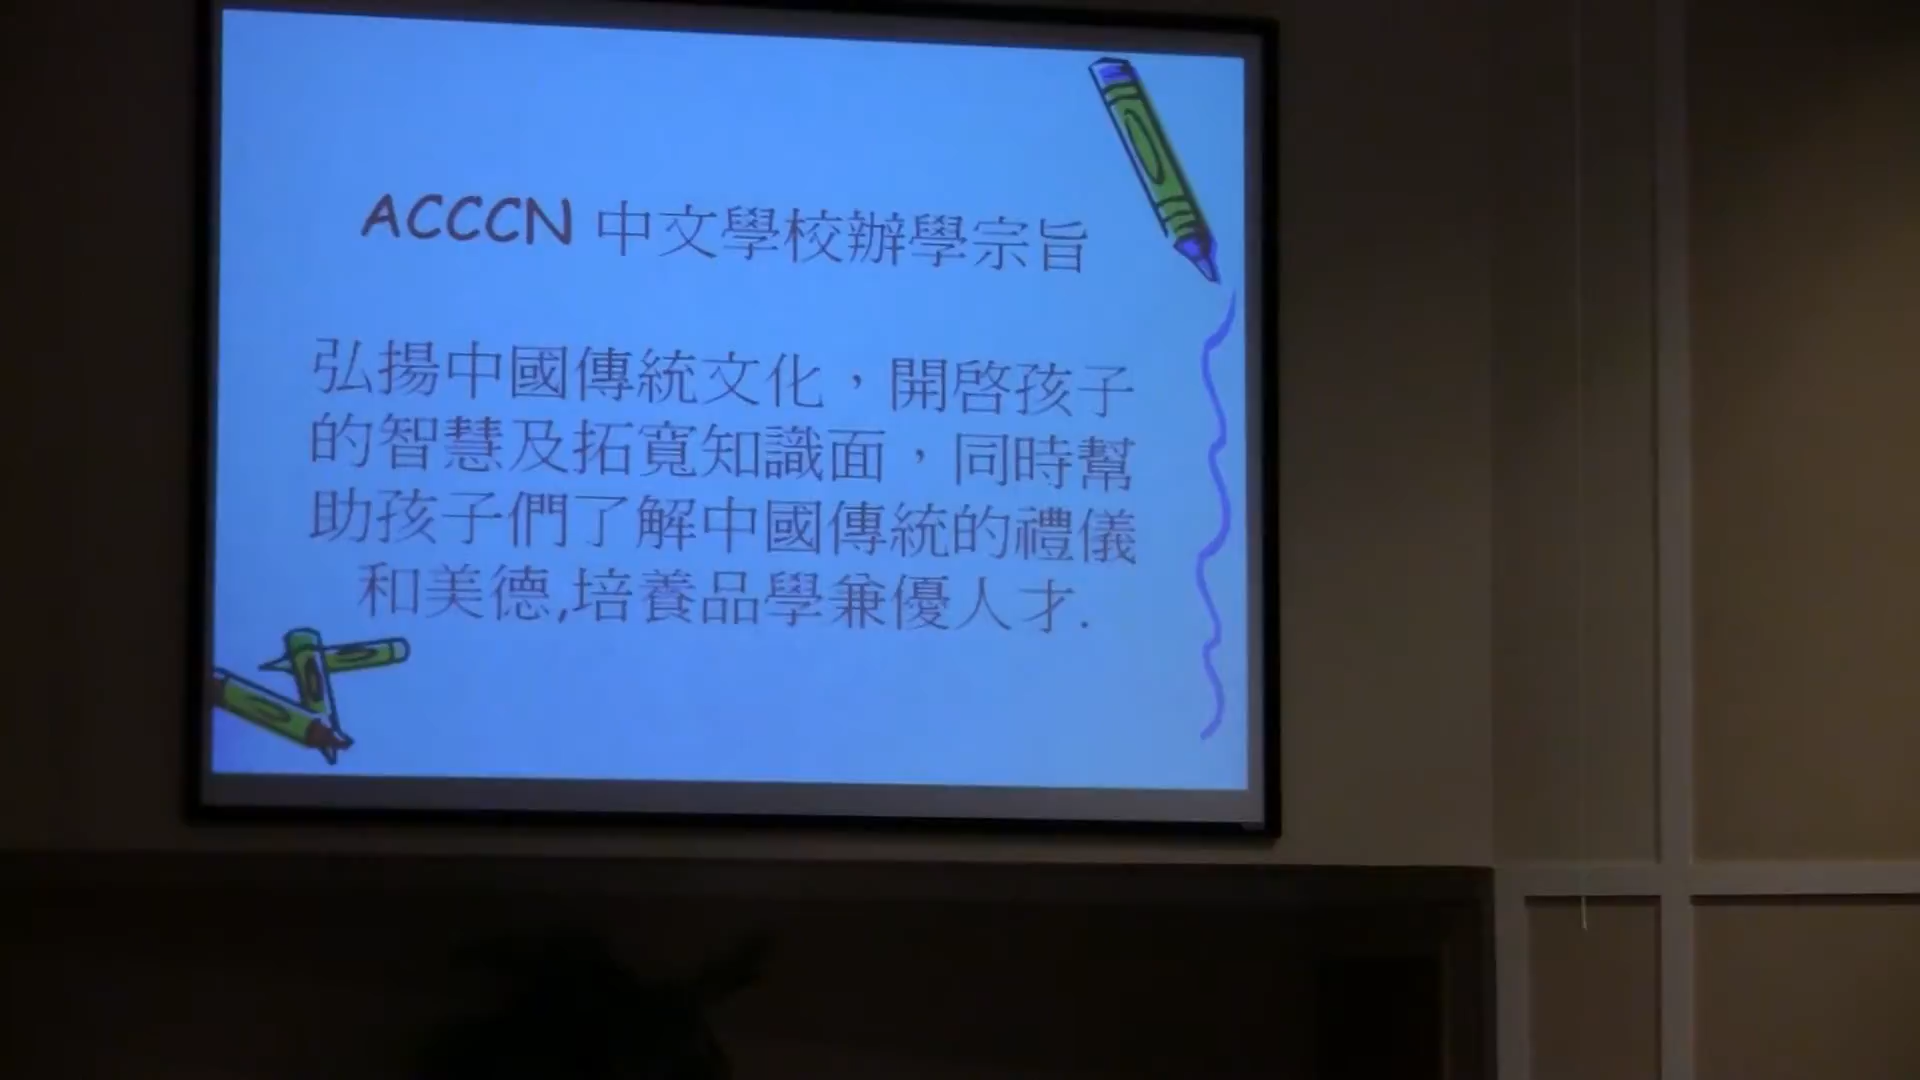 ACCCN 中文學校辦學宗旨
弘揚中國傳統文化，開啓孩子
的智慧及拓寬知識面，同時幫
助孩子們了解中國傳統的禮儀
和美德,培養品學兼優人才.